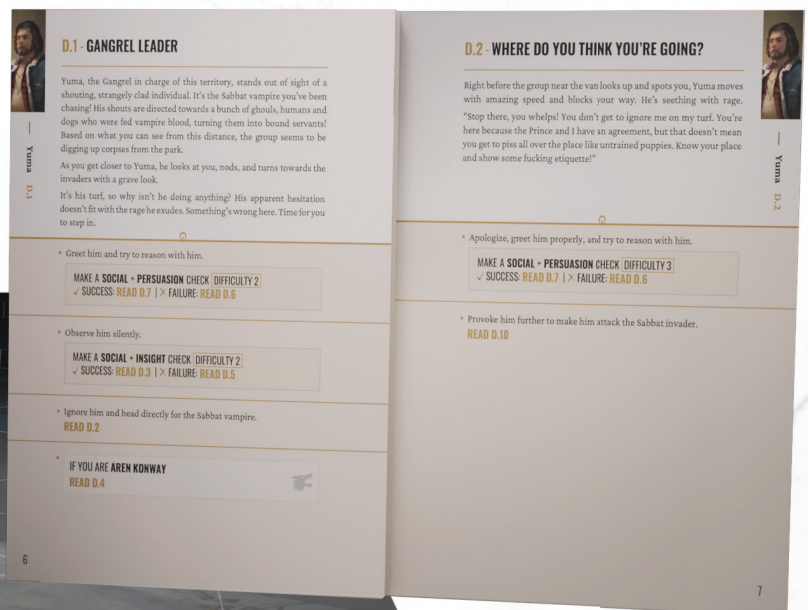 D.1 - GANGREL LEADER
Yuma, the Gangrel in charge of this territory, stands out of sight of a
shouting, strangely clad individual. It's the Sabbat vampire you've been
chasing! His shouts are directed towards a bunch of ghouls, humans and
dogs who were fed vampire blood, turning them into bound servants!
Based on what you can see from this distance, the group seems to be
digging up corpses from the park.
As you get closer to Yuma, he looks at you, nods, and turns towards the
invaders with a grave look.
It's his turf, so why isn't he doing anything? His apparent hesitation
doesn't fit with the rage he exudes. Something's wrong here. Time for you
to step in.
Yuma D.1
Greet him and try to reason with him.
MAKE A SOCIAL + PERSUASION CHECK DIFFICULTY 2
✓ SUCCESS: READ D.7 | × FAILURE: READ D.6
Observe him silently.
MAKE A SOCIAL + INSIGHT CHECK DIFFICULTY 2
✓ SUCCESS: READ D.3 | × FAILURE: READ D.5
Ignore him and head directly for the Sabbat vampire.
READ D.2
IF YOU ARE AREN KONWAY
READ D.4
6
D.2 - WHERE DO YOU THINK YOU'RE GOING?
Right before the group near the van looks up and spots you, Yuma moves
with amazing speed and blocks your way. He's seething with rage.
"Stop there, you whelps! You don't get to ignore me on my turf. You're
here because the Prince and I have an agreement, but that doesn't mean
you get to piss all over the place like untrained puppies. Know your place
and show some fucking etiquette!"
Yuma D.2
Apologize, greet him properly, and try to reason with him.
MAKE A SOCIAL + PERSUASION CHECK DIFFICULTY 3
✓ SUCCESS: READ D.7 | × FAILURE: READ D.6
Provoke him further to make him attack the Sabbat invader.
READ D.10
7